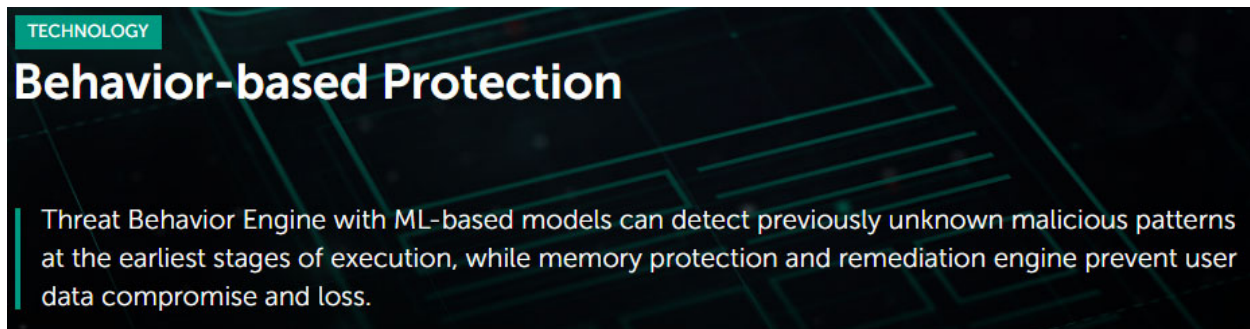 TECHNOLOGY
Behavior-based Protection
Threat Behavior Engine with ML-based models can detect previously unknown malicious patterns
at the earliest stages of execution, while memory protection and remediation engine prevent user
data compromise and loss.